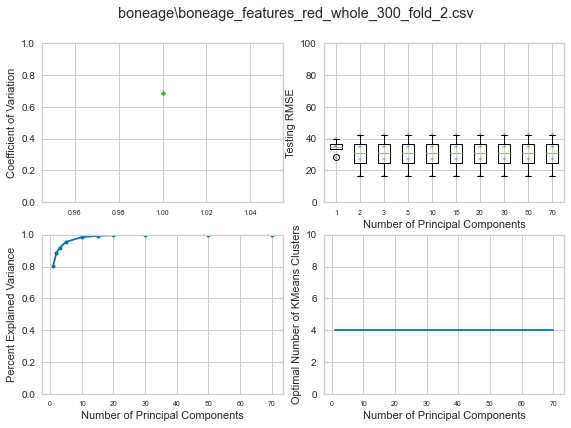 boneage\boneage_features_red_whole_300_fold_2.csv
Coefficient of Variation
1.0
0.8
0.6
0.4
0.2
0.0
0.96 0.98 1.00 1.02 1.04
Testing RMSE
100
80
60
40
20
0
1 2 3 5 10 15 20 30 50 70
Number of Principal Components
Percent Explained Variance
1.0
0.8
0.6
0.4
0.2
0.0
0 10 20 30 40 50 60 70
Number of Principal Components
Optimal Number of KMeans Clusters
10
8
6
4
2
0
0 10 20 30 40 50 60 70
Number of Principal Components